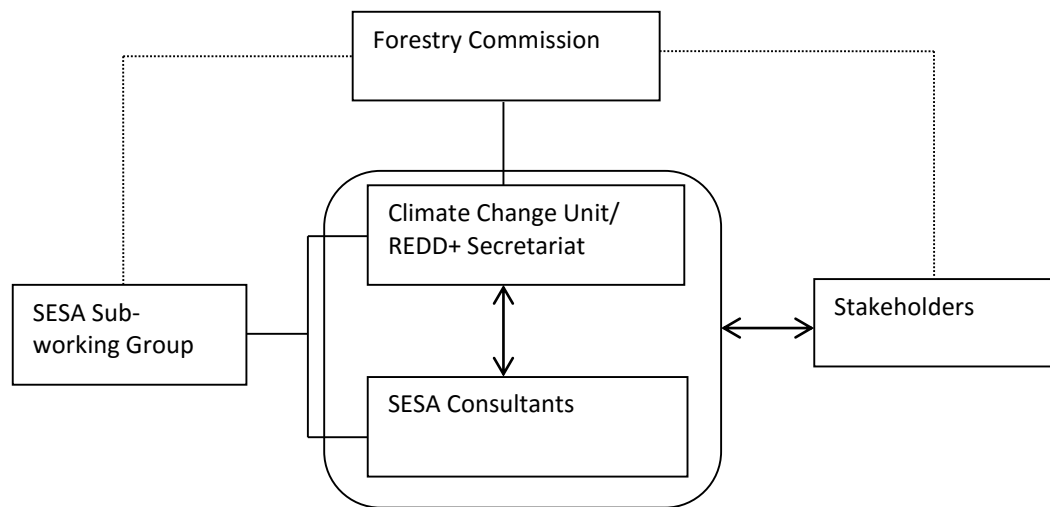 Forestry Commission
Climate Change Unit/
REDD+ Secretariat
SESA Sub-
working Group
Stakeholders
SESA Consultants